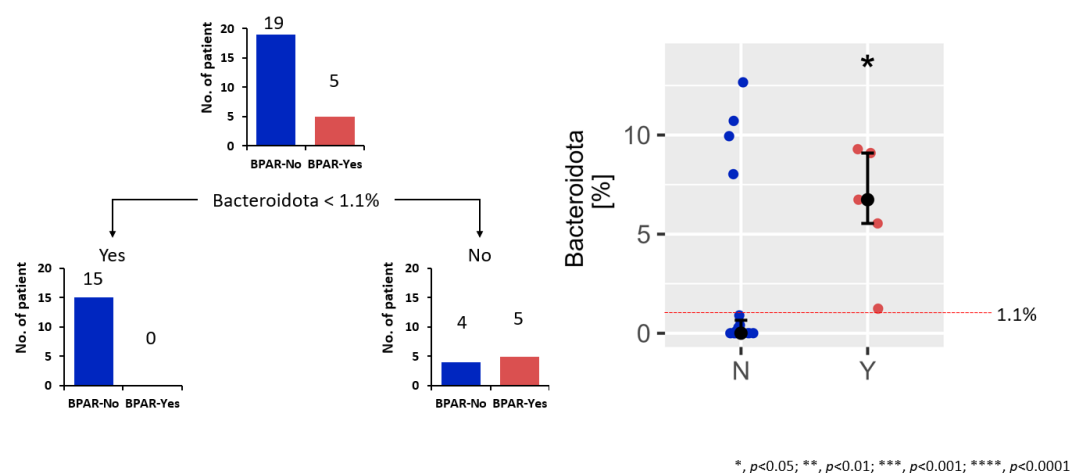 No. of patient
20
15
10
5
0
19
5
BPAR-No BPAR-Yes
Bacteroidota < 1.1%
Yes
No. of patient
20
15
10
5
0
15
0
BPAR-No BPAR-Yes
No
No. of patient
20
15
10
5
0
4
5
BPAR-No BPAR-Yes
Bacteroidota
[%]
10
5
0
*
1.1%
N
Y
*, p<0.05; **, p<0.01; ***, p<0.001; ****, p<0.0001